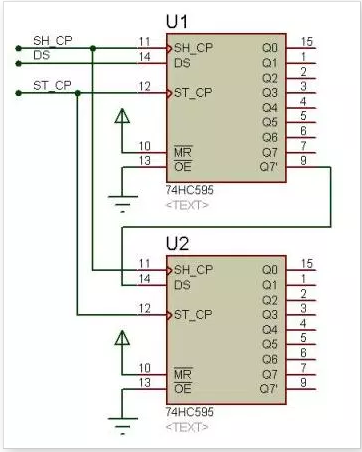 U1
SH_CP 11 SH_CP Q0 15
DS 14 DS Q1 1
Q2 2
ST_CP 12 ST_CP Q3 3
Q4 4
Q5 5
Q6 6
10 MR Q7 7
13 OE Q7' 9
74HC595
<TEXT>
U2
11 SH_CP Q0 15
14 DS Q1 1
Q2 2
12 ST_CP Q3 3
Q4 4
Q5 5
Q6 6
10 MR Q7 7
13 OE Q7' 9
74HC595
<TEXT>